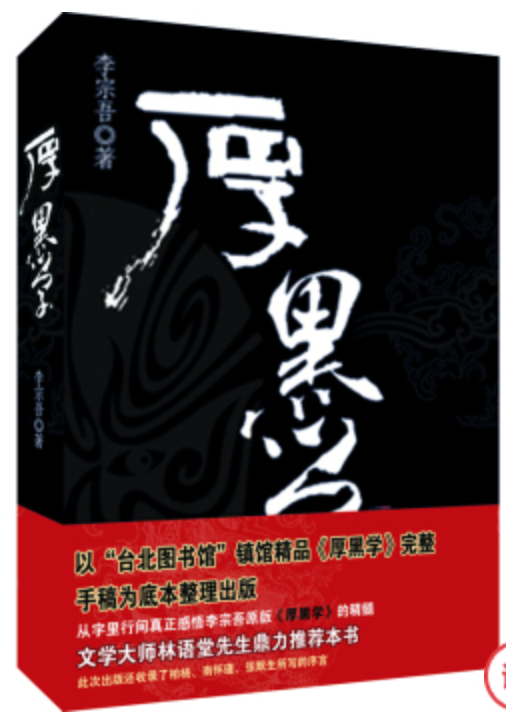 李宗吾◎著
厚黑学
厚黑学
李宗吾◎著
以“台北图书馆”镇馆精品《厚黑学》完整
手稿为底本整理出版
从字里行间真正感悟李宗吾原版《厚黑学》的精髓
文学大师林语堂先生鼎力推荐本书
此次出版还收录了柏杨、南怀瑾、张默生所写的序言